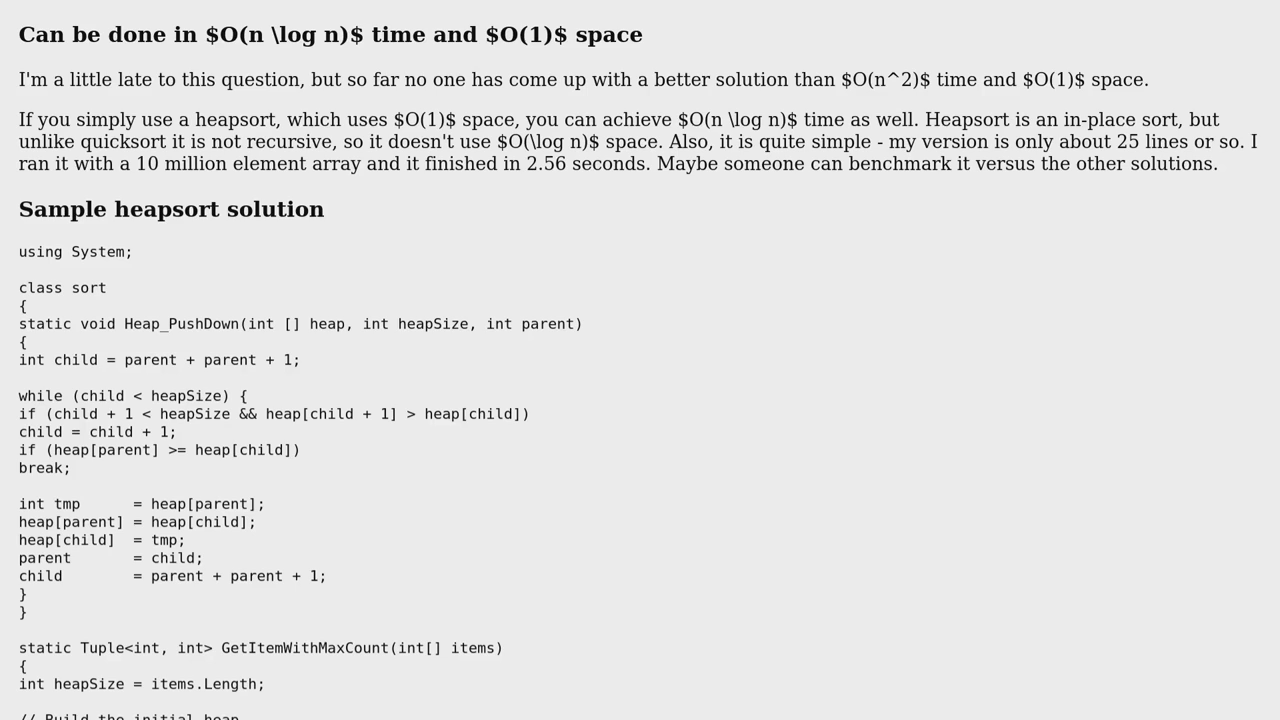 Can be done in $O(n \log n)$ time and $O(1)$ space
I'm a little late to this question, but so far no one has come up with a better solution than $O(n^2)$ time and $O(1)$ space.
If you simply use a heapsort, which uses $O(1)$ space, you can achieve $O(n \log n)$ time as well. Heapsort is an in-place sort, but
unlike quicksort it is not recursive, so it doesn't use $O(\log n)$ space. Also, it is quite simple - my version is only about 25 lines or so. I
ran it with a 10 million element array and it finished in 2.56 seconds. Maybe someone can benchmark it versus the other solutions.
Sample heapsort solution
using System;
class sort
{
static void Heap_PushDown(int [] heap, int heapSize, int parent)
{
int child = parent + parent + 1;
while (child < heapSize) {
if (child + 1 < heapSize && heap[child + 1] > heap[child])
child = child + 1;
if (heap[parent] >= heap[child])
break;
int tmp      = heap[parent];
heap[parent] = heap[child];
heap[child]  = tmp;
parent       = child;
child        = parent + parent + 1;
}
}
static Tuple<int, int> GetItemWithMaxCount(int[] items)
{
int heapSize = items.Length;
// Build the initial heap